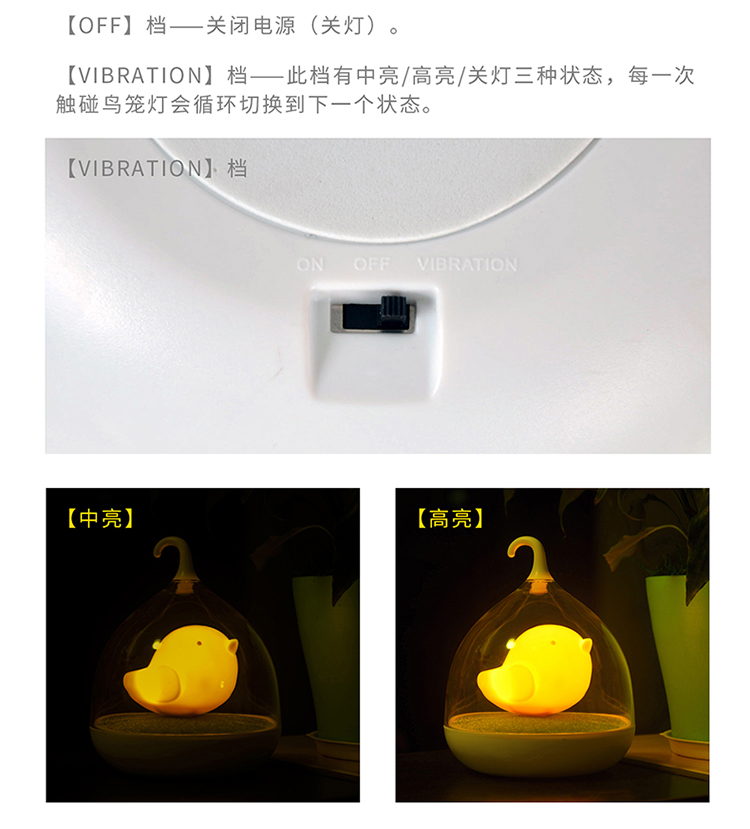 【OFF】档——关闭电源（关灯）。
【VIBRATION】档——此档有中亮/高亮/关灯三种状态，每一次
触碰鸟笼灯会循环切换到下一个状态。
【VIBRATION】档
ON OFF VIBRATION
【中亮】
【高亮】